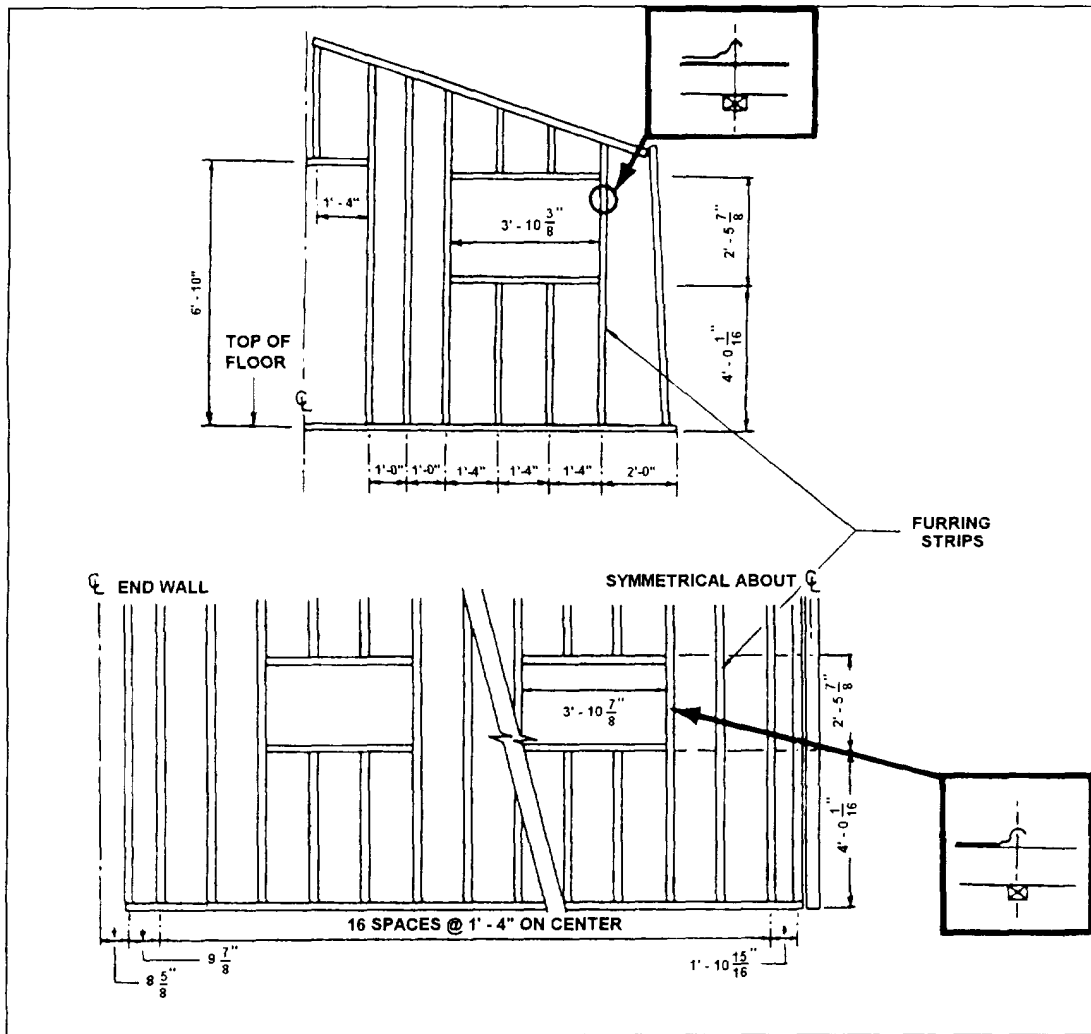 1' - 4"
3' - 10 3/8"
2' - 5 7/8"
6' - 10"
TOP OF
FLOOR
4' - 0 1/16"
℄
1'-0" 1'-0" 1'-4" 1'-4" 1'-4" 2'-0"
FURRING
STRIPS
℄ END WALL
SYMMETRICAL ABOUT ℄
3' - 10 7/8"
2' - 5 7/8"
4' - 0 1/16"
16 SPACES @ 1' - 4" ON CENTER
9 7/8"
1' - 10 15/16"
8 5/8"